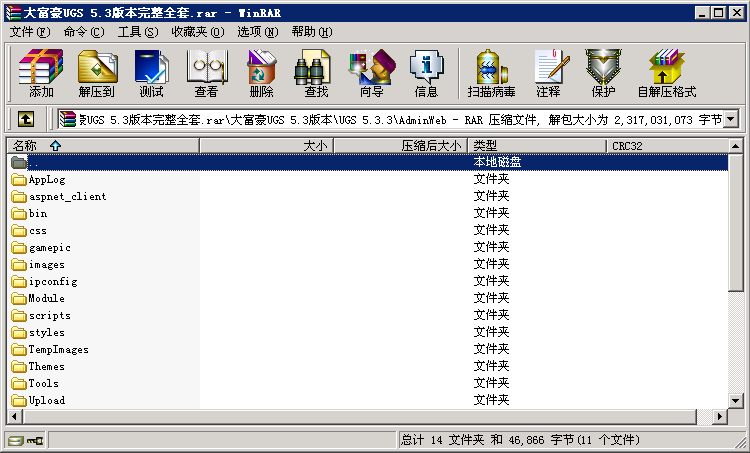 大富豪UGS 5.3版本完整全套.rar - WinRAR
文件(F) 命令(C) 工具(S) 收藏夹(O) 选项(N) 帮助(H)
添加 解压到 测试 查看 删除 查找 向导 信息 扫描病毒 注释 保护 自解压格式
豪UGS 5.3版本完整全套.rar\大富豪UGS 5.3版本\UGS 5.3.3\AdminWeb - RAR 压缩文件, 解包大小为 2,317,031,073 字节
名称 大小 压缩后大小 类型 CRC32
.. 本地磁盘
AppLog 文件夹
aspnet_client 文件夹
bin 文件夹
css 文件夹
gamepic 文件夹
images 文件夹
ipconfig 文件夹
Module 文件夹
scripts 文件夹
styles 文件夹
TempImages 文件夹
Themes 文件夹
Tools 文件夹
Upload 文件夹
总计 14 文件夹 和 46,866 字节(11 个文件)